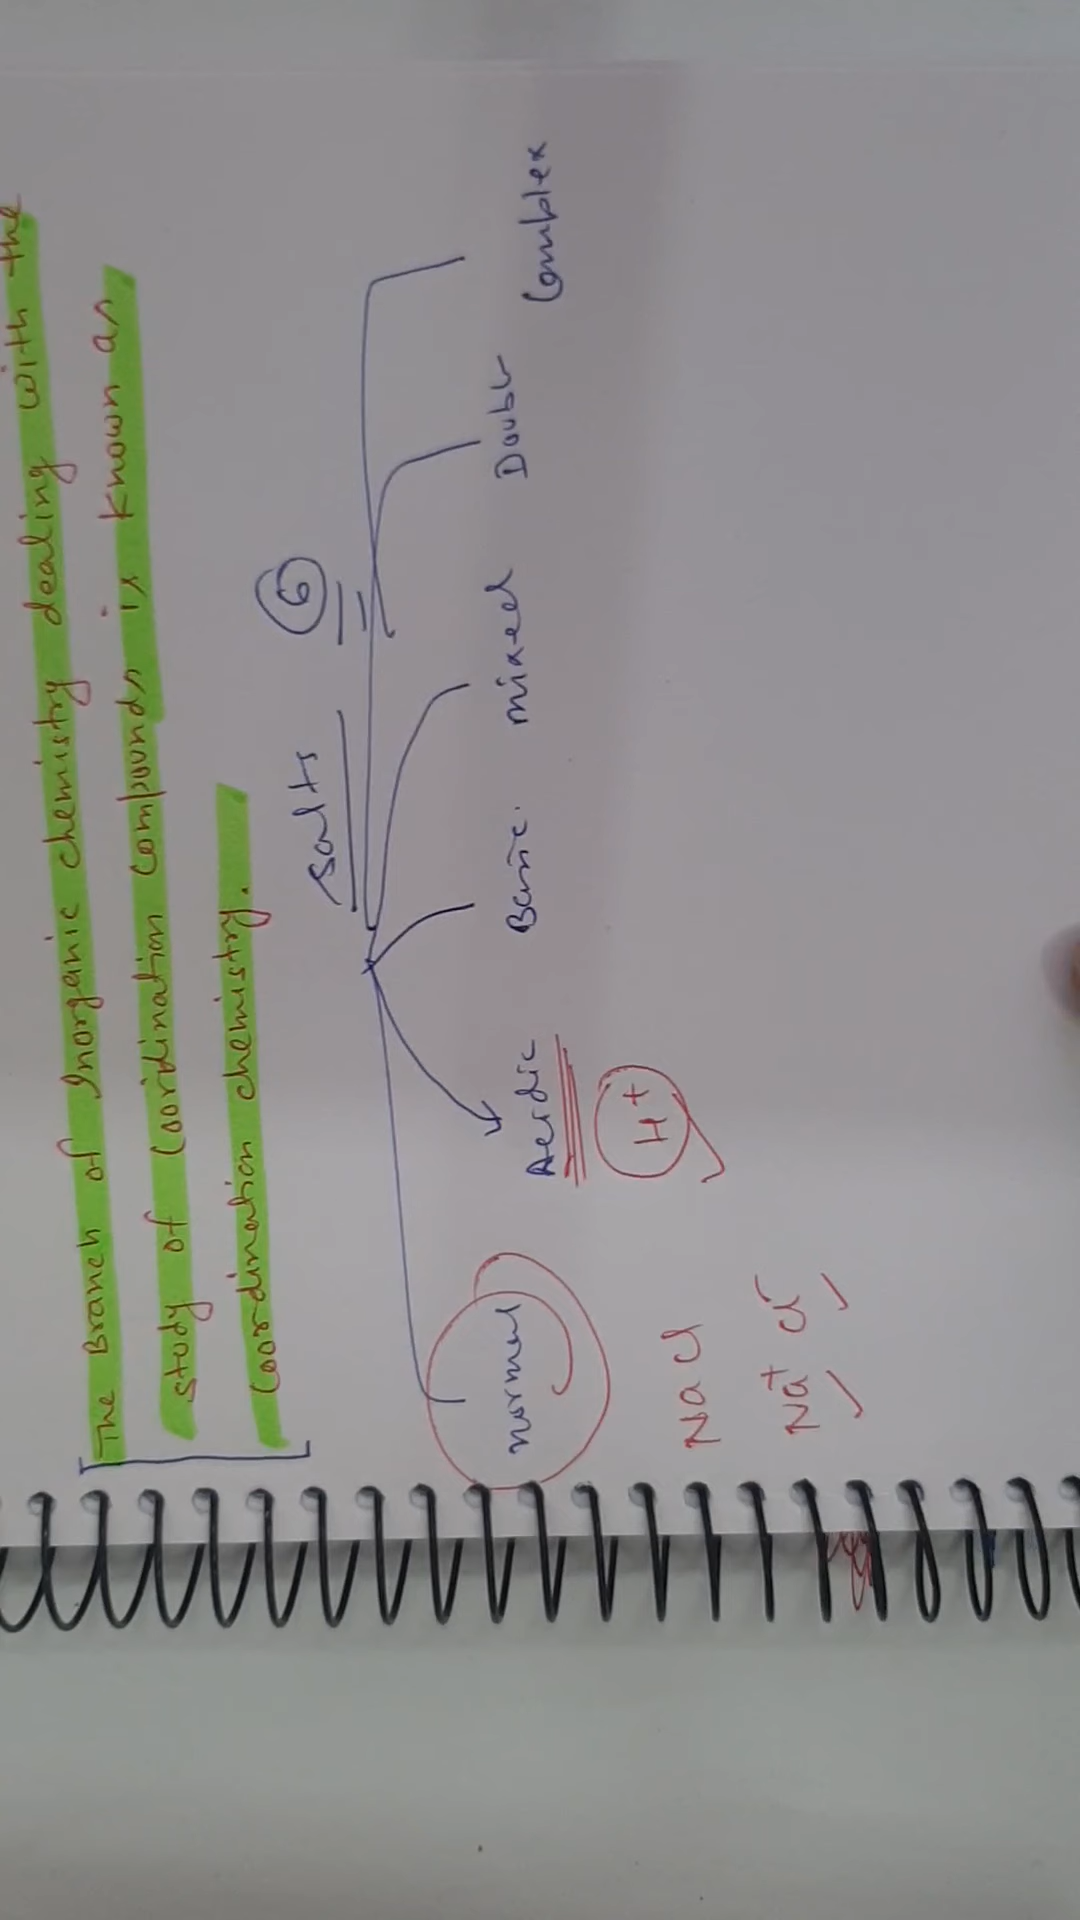 The Branch of Inorganic chemistry dealing with the
study of Coordination Compounds is known as
Coordination chemistry.
Salts 6
normal Acidic Basic. mixed Double Complex
H+
NaCl
Na+ Cl-